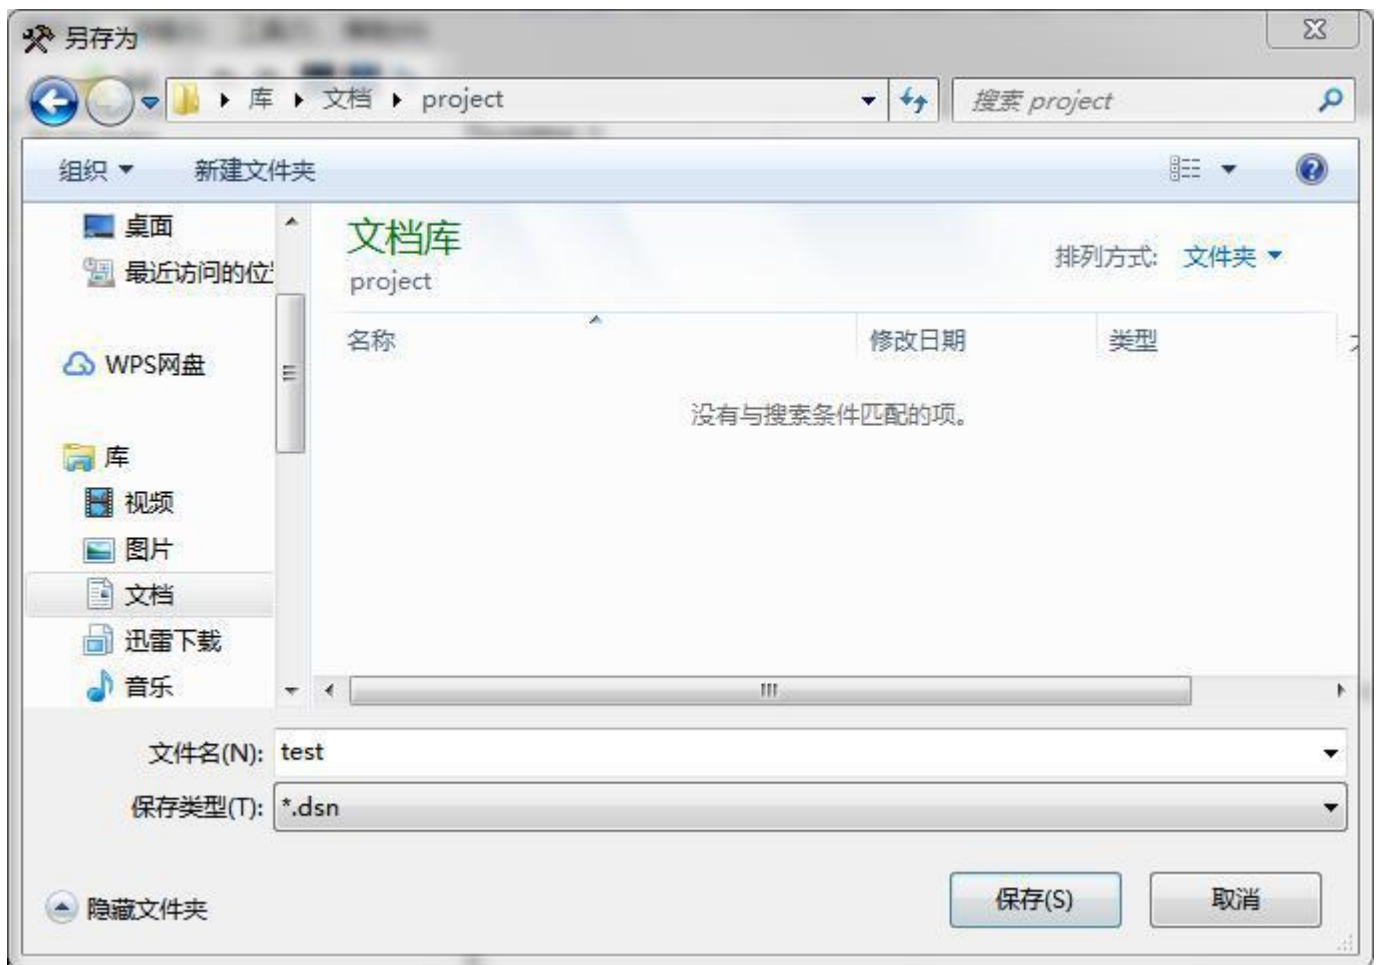 另存为
库 文档 project
搜索 project
组织
新建文件夹
桌面
最近访问的位
WPS网盘
库
视频
图片
文档
迅雷下载
音乐
文档库
project
排列方式: 文件夹
名称 修改日期 类型
没有与搜索条件匹配的项。
文件名(N): test
保存类型(T): *.dsn
隐藏文件夹
保存(S)
取消